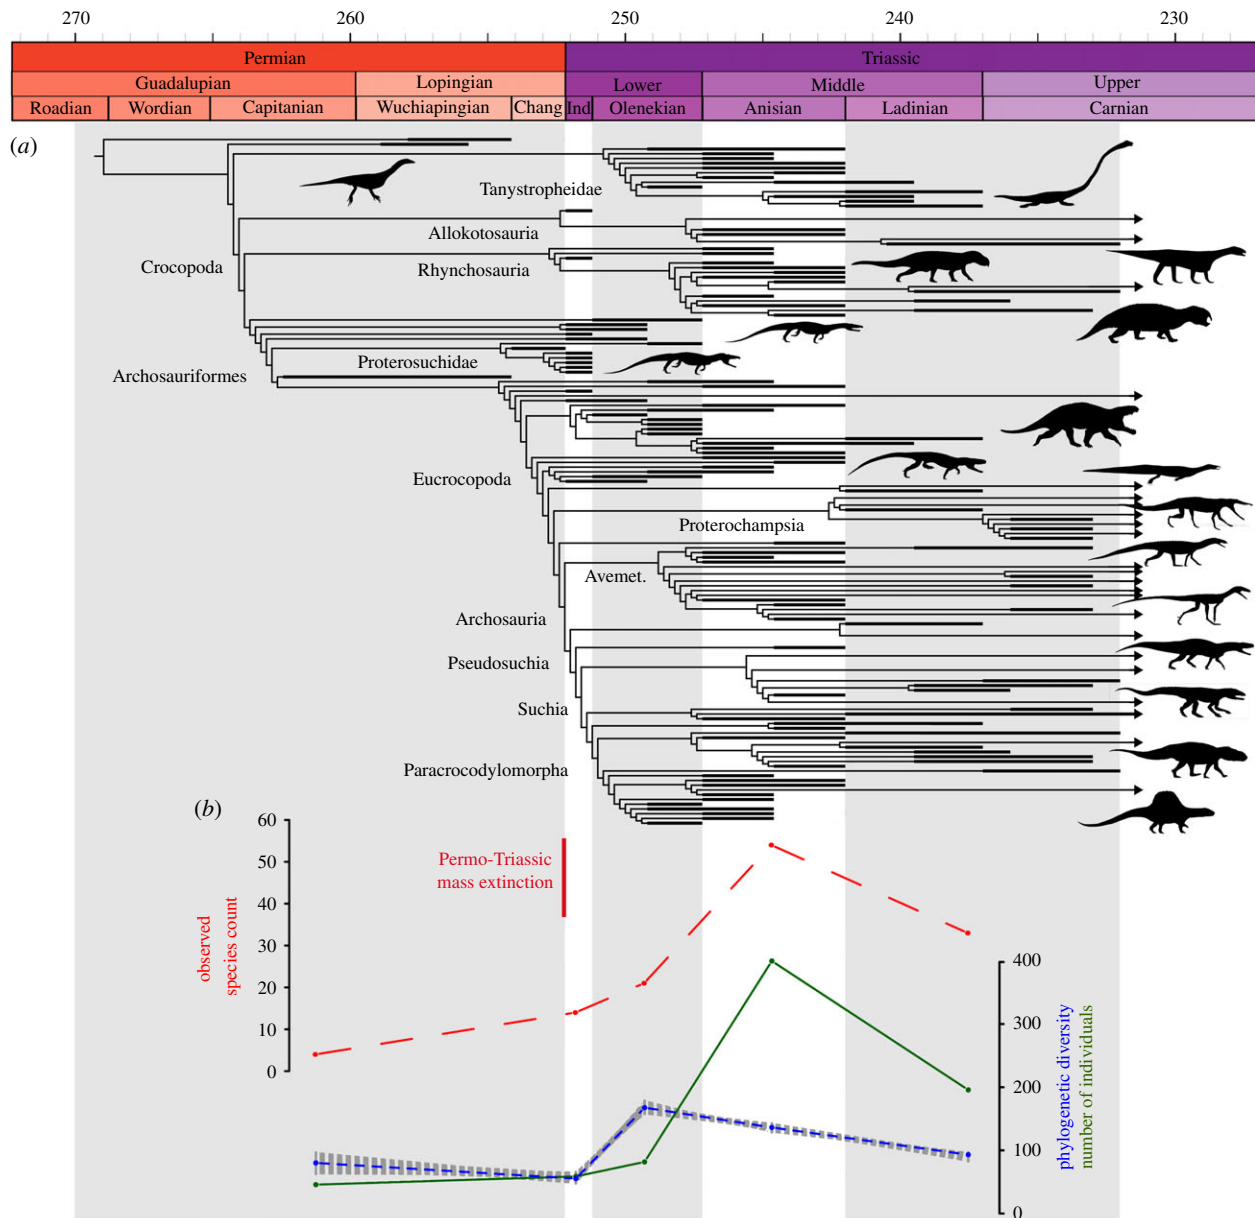 270 260 250 240 230
Permian Triassic
Guadalupian Lopingian Lower Middle Upper
Roadian Wordian Capitanian Wuchiapingian Chang Ind Olenekian Anisian Ladinian Carnian
(a)
Tanystropheidae
Allokotosauria
Crocopoda
Rhynchosauria
Proterosuchidae
Archosauriformes
Eucrocopoda
Proterochampsia
Avemet.
Archosauria
Pseudosuchia
Suchia
Paracrocodylomorpha
(b)
60
50
40
30
20
10
0
observed
species count
Permo-Triassic
mass extinction
400
300
200
100
0
phylogenetic diversity
number of individuals